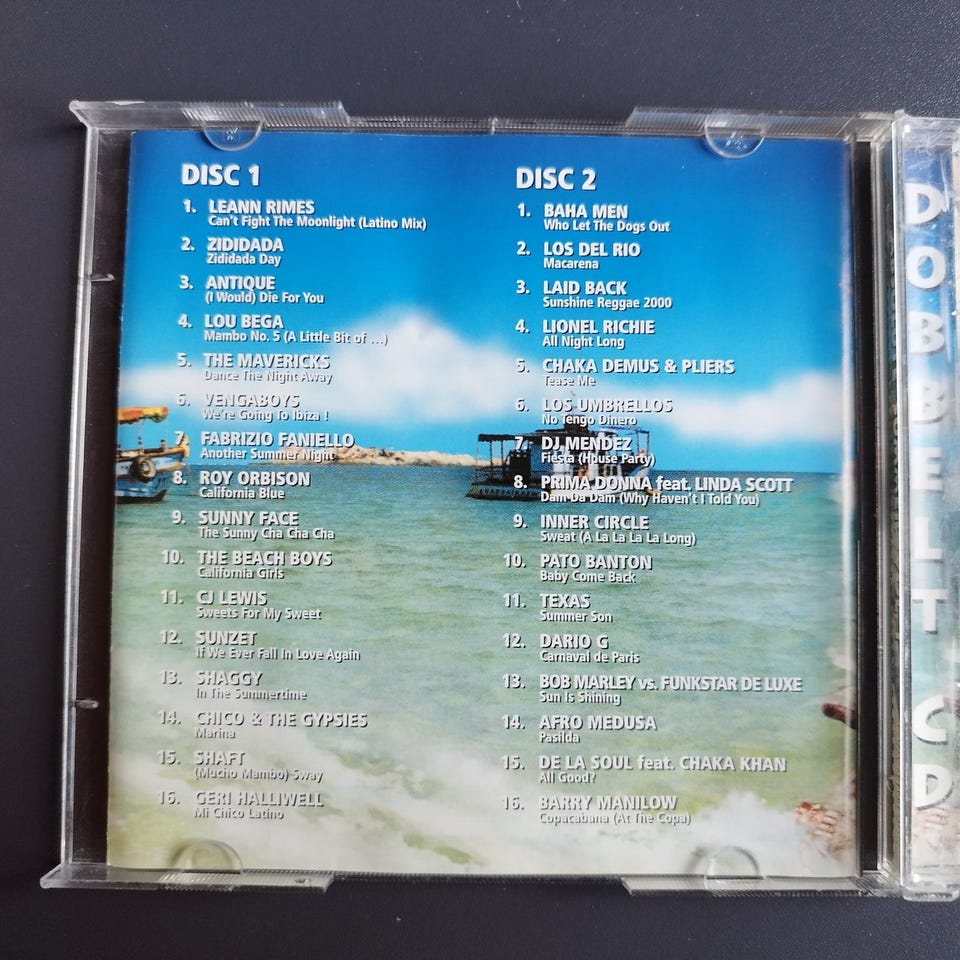 DISC 1
1. LEANN RIMES
Can't Fight The Moonlight (Latino Mix)
2. ZIDIDADA
Zididada Day
3. ANTIQUE
(I Would) Die For You
4. LOU BEGA
Mambo No. 5 (A Little Bit of ...)
5. THE MAVERICKS
Dance The Night Away
6. VENGABOYS
We're Going To Ibiza !
7. FABRIZIO FANIELLO
Another Summer Night
8. ROY ORBISON
California Blue
9. SUNNY FACE
The Sunny Cha Cha Cha
10. THE BEACH BOYS
California Girls
11. CJ LEWIS
Sweets For My Sweet
12. SUNZET
If We Ever Fall In Love Again
13. SHAGGY
In The Summertime
14. CHICO & THE GYPSIES
Marina
15. SHAFT
(Mucho Mambo) Sway
16. GERI HALLIWELL
Mi Chico Latino
DISC 2
1. BAHA MEN
Who Let The Dogs Out
2. LOS DEL RIO
Macarena
3. LAID BACK
Sunshine Reggae 2000
4. LIONEL RICHIE
All Night Long
5. CHAKA DEMUS & PLIERS
Tease Me
6. LOS UMBRELLOS
No Tengo Dinero
7. DJ MENDEZ
Fiesta (House Party)
8. PRIMA DONNA feat. LINDA SCOTT
Dam Da Dam (Why Haven't I Told You)
9. INNER CIRCLE
Sweat (A La La La La Long)
10. PATO BANTON
Baby Come Back
11. TEXAS
Summer Son
12. DARIO G
Carnaval de Paris
13. BOB MARLEY vs. FUNKSTAR DE LUXE
Sun Is Shining
14. AFRO MEDUSA
Pasilda
15. DE LA SOUL feat. CHAKA KHAN
All Good?
16. BARRY MANILOW
Copacabana (At The Copa)
DOBBELT CD